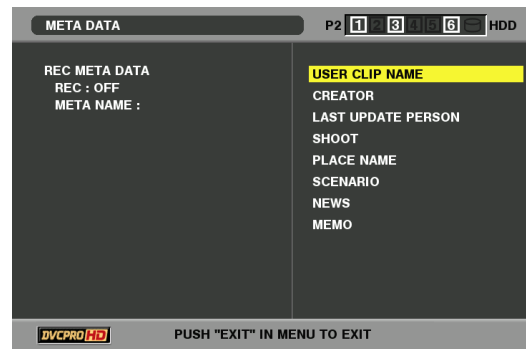 META DATA
P2 1 2 3 4 5 6 HDD
REC META DATA
REC : OFF
META NAME :
USER CLIP NAME
CREATOR
LAST UPDATE PERSON
SHOOT
PLACE NAME
SCENARIO
NEWS
MEMO
DVCPRO HD
PUSH "EXIT" IN MENU TO EXIT